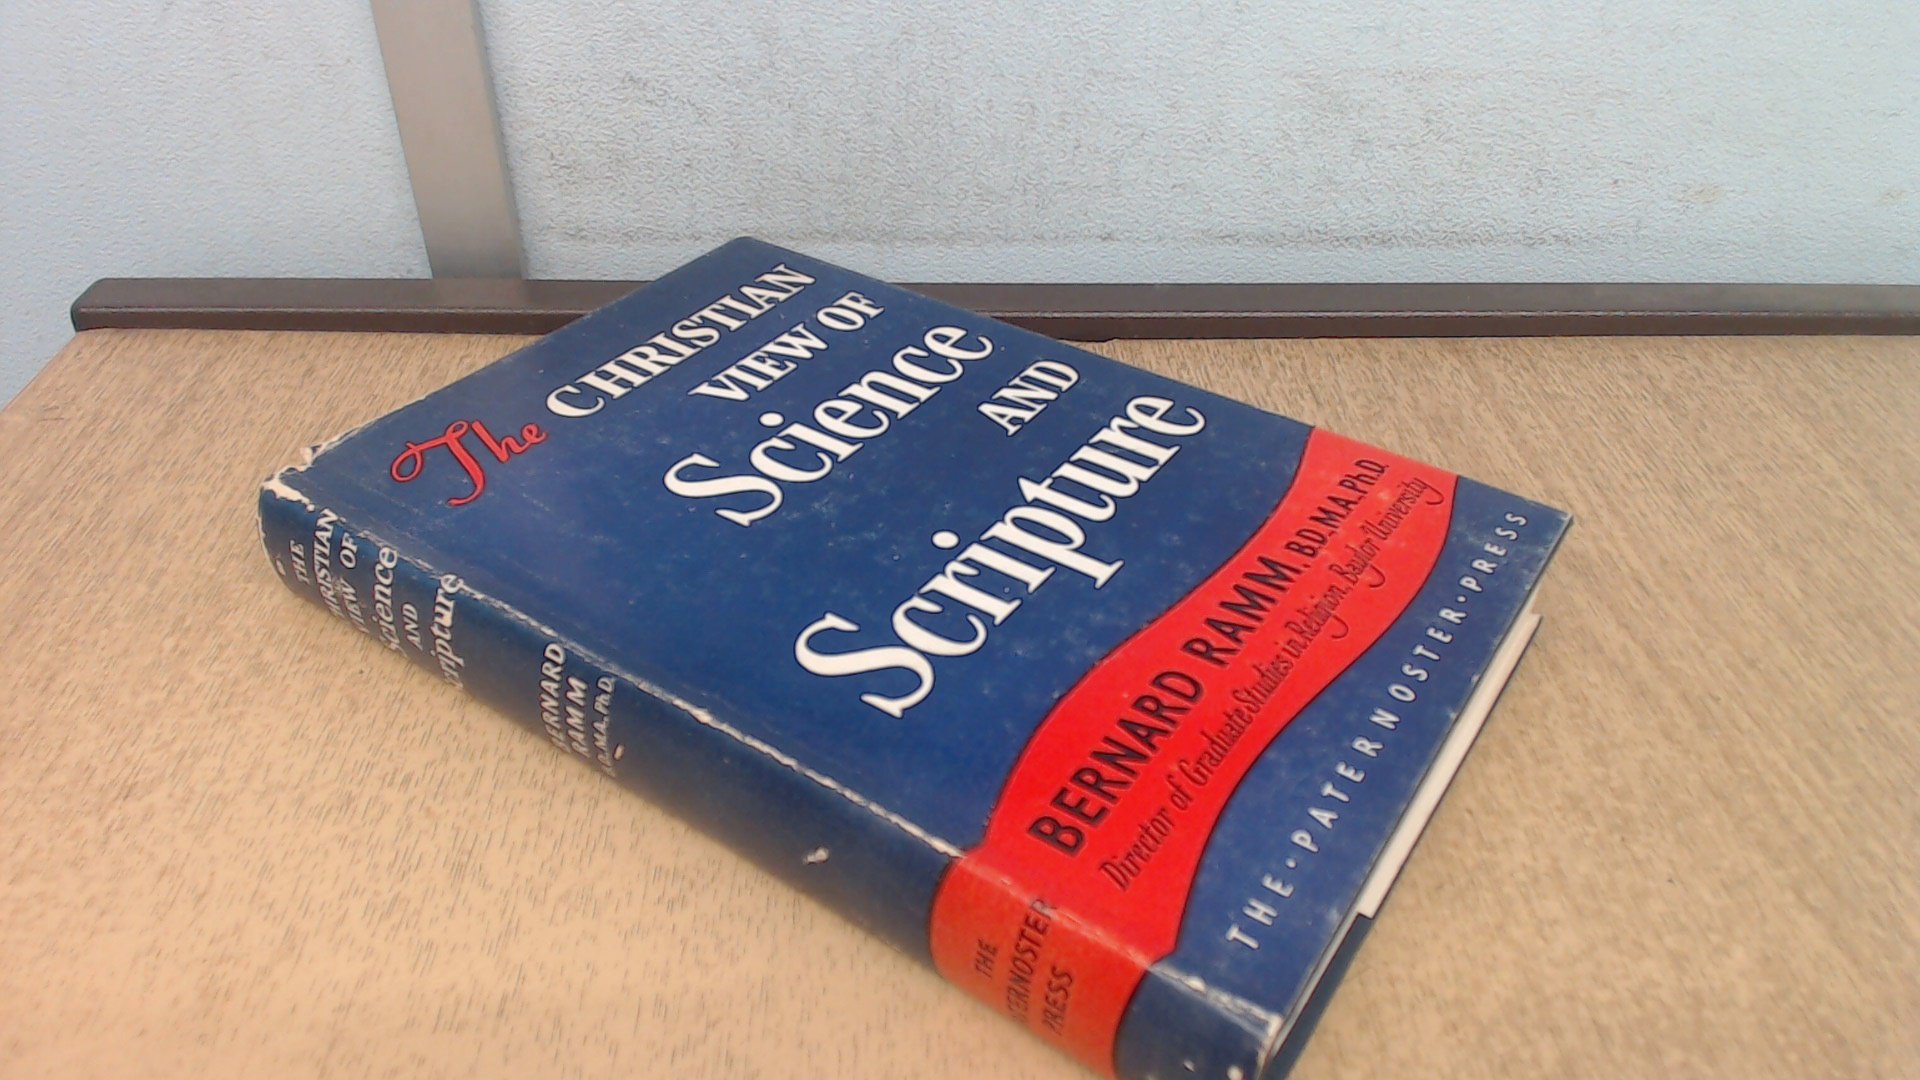 The CHRISTIAN
VIEW OF
Science
AND
Scripture
BERNARD RAMM, B.D.M.A.Ph.D.
Director of Graduate Studies in Religion, Baylor University
THE·PATERNOSTER·PRESS
THE
CHRISTIAN
VIEW OF
Science
AND
Scripture
BERNARD
RAMM
B.D.M.A.Ph.D.
THE
PATERNOSTER
PRESS